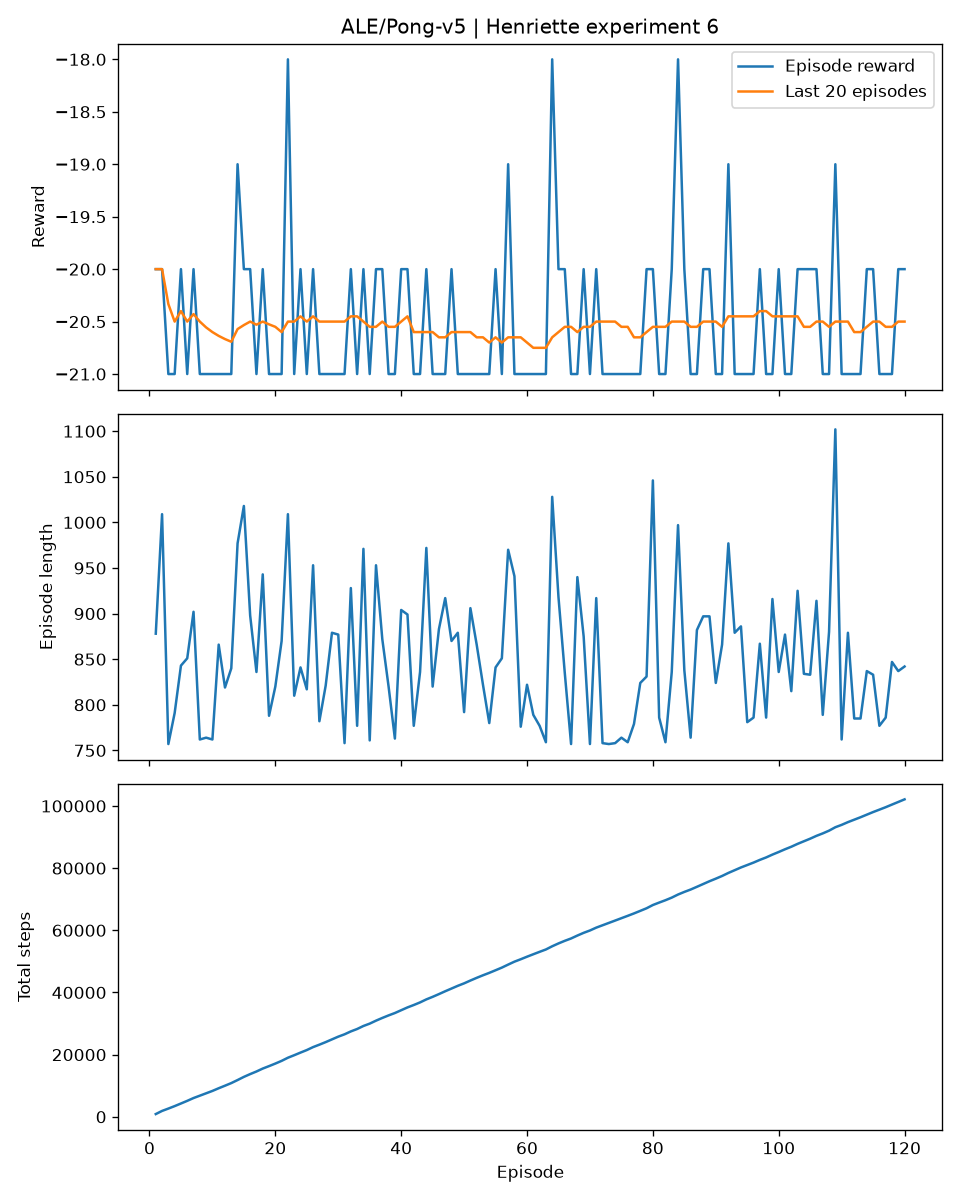 ALE/Pong-v5 | Henriette experiment 6
Episode reward
Last 20 episodes
Reward
−18.0
−18.5
−19.0
−19.5
−20.0
−20.5
−21.0
Episode length
1100
1050
1000
950
900
850
800
750
Total steps
100000
80000
60000
40000
20000
0
0 20 40 60 80 100 120
Episode